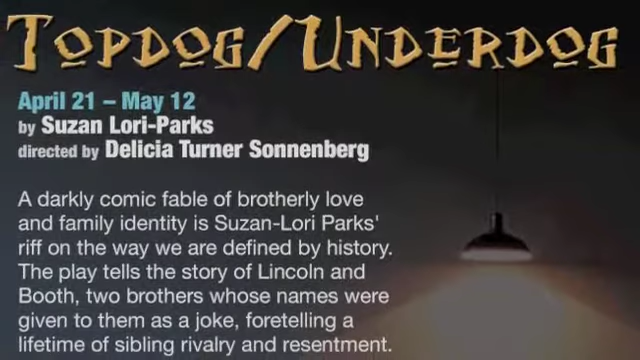 TOPDOG/UNDERDOG
April 21 – May 12
by Suzan Lori-Parks
directed by Delicia Turner Sonnenberg
A darkly comic fable of brotherly love
and family identity is Suzan-Lori Parks'
riff on the way we are defined by history.
The play tells the story of Lincoln and
Booth, two brothers whose names were
given to them as a joke, foretelling a
lifetime of sibling rivalry and resentment.